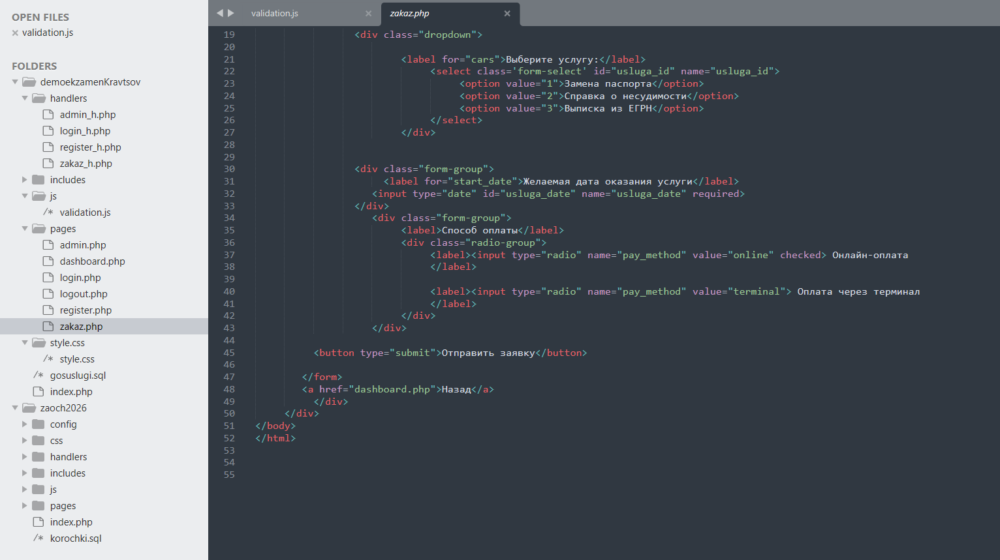 OPEN FILES
validation.js
FOLDERS
demoekzamenKravtsov
handlers
admin_h.php
login_h.php
register_h.php
zakaz_h.php
includes
js
/* validation.js
pages
admin.php
dashboard.php
login.php
logout.php
register.php
zakaz.php
style.css
/* style.css
/* gosuslugi.sql
index.php
zaoch2026
config
css
handlers
includes
js
pages
index.php
/* korochki.sql
validation.js
zakaz.php
19 <div class="dropdown">
20
21 <label for="cars">Выберите услугу:</label>
22 <select class='form-select' id="usluga_id" name="usluga_id">
23 <option value="1">Замена паспорта</option>
24 <option value="2">Справка о несудимости</option>
25 <option value="3">Выписка из ЕГРН</option>
26 </select>
27 </div>
28
29
30 <div class="form-group">
31 <label for="start_date">Желаемая дата оказания услуги</label>
32 <input type="date" id="usluga_date" name="usluga_date" required>
33 </div>
34 <div class="form-group">
35 <label>Способ оплаты</label>
36 <div class="radio-group">
37 <label><input type="radio" name="pay_method" value="online" checked> Онлайн-оплата
38 </label>
39
40 <label><input type="radio" name="pay_method" value="terminal"> Оплата через терминал
41 </label>
42 </div>
43 </div>
44
45 <button type="submit">Отправить заявку</button>
46
47 </form>
48 <a href="dashboard.php">Назад</a>
49 </div>
50 </div>
51 </body>
52 </html>
53
54
55